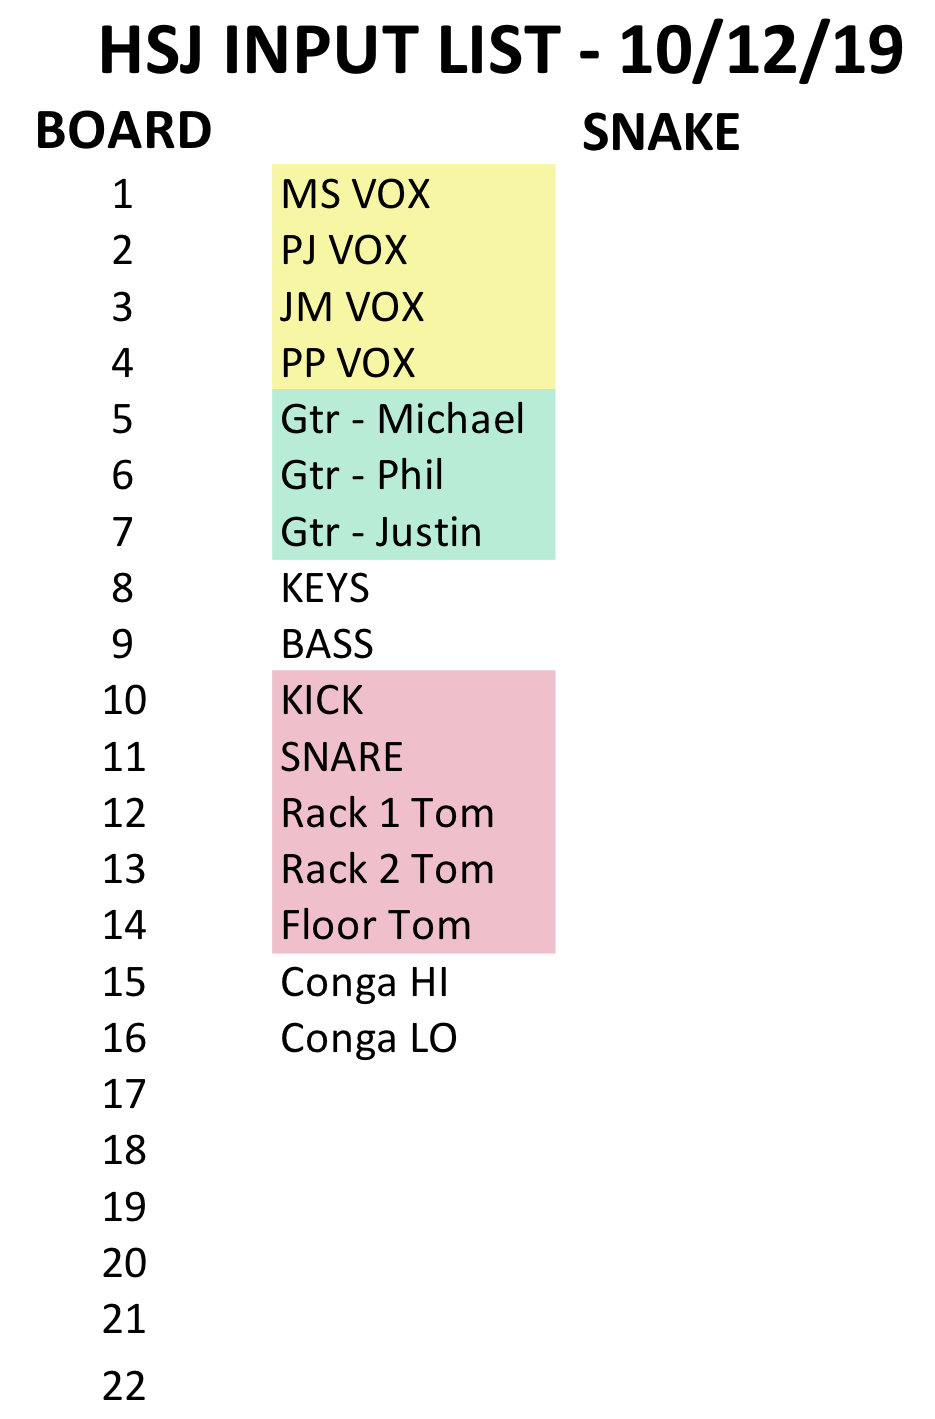 HSJ INPUT LIST - 10/12/19
BOARD SNAKE
1 MS VOX
2 PJ VOX
3 JM VOX
4 PP VOX
5 Gtr - Michael
6 Gtr - Phil
7 Gtr - Justin
8 KEYS
9 BASS
10 KICK
11 SNARE
12 Rack 1 Tom
13 Rack 2 Tom
14 Floor Tom
15 Conga HI
16 Conga LO
17
18
19
20
21
22